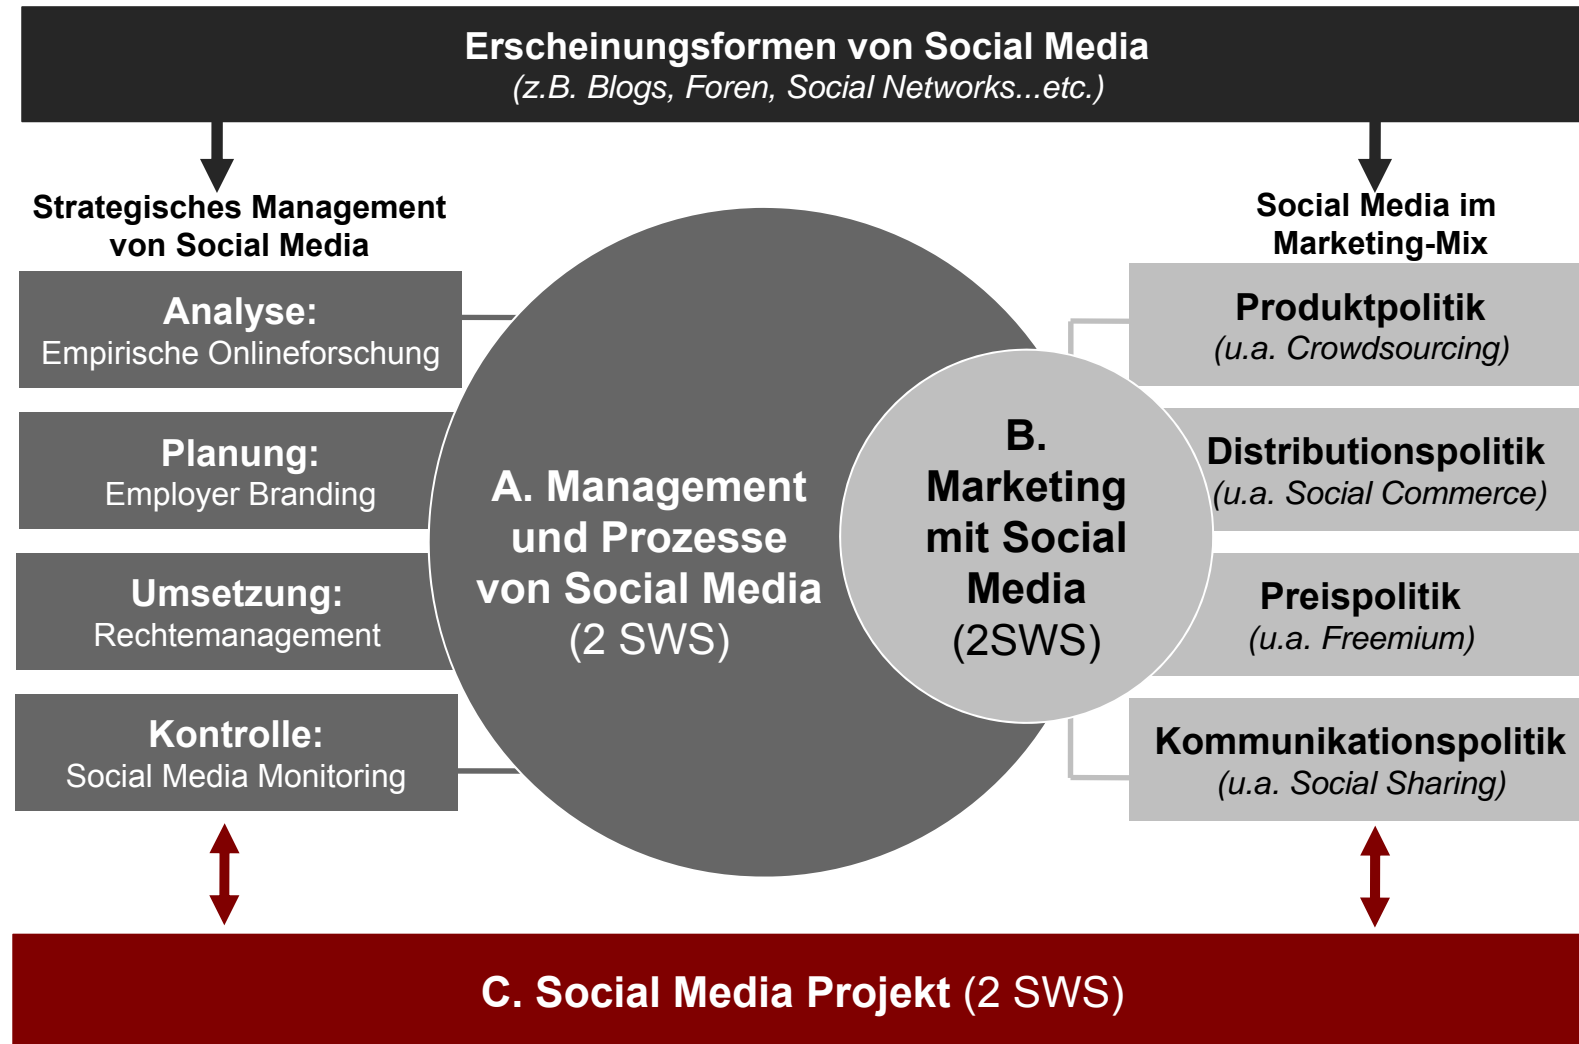 Erscheinungsformen von Social Media
(z.B. Blogs, Foren, Social Networks...etc.)
Strategisches Management
von Social Media
Analyse:
Empirische Onlineforschung
Planung:
Employer Branding
Umsetzung:
Rechtemanagement
Kontrolle:
Social Media Monitoring
A. Management
und Prozesse
von Social Media
(2 SWS)
B.
Marketing
mit Social
Media
(2SWS)
Social Media im
Marketing-Mix
Produktpolitik
(u.a. Crowdsourcing)
Distributionspolitik
(u.a. Social Commerce)
Preispolitik
(u.a. Freemium)
Kommunikationspolitik
(u.a. Social Sharing)
C. Social Media Projekt (2 SWS)